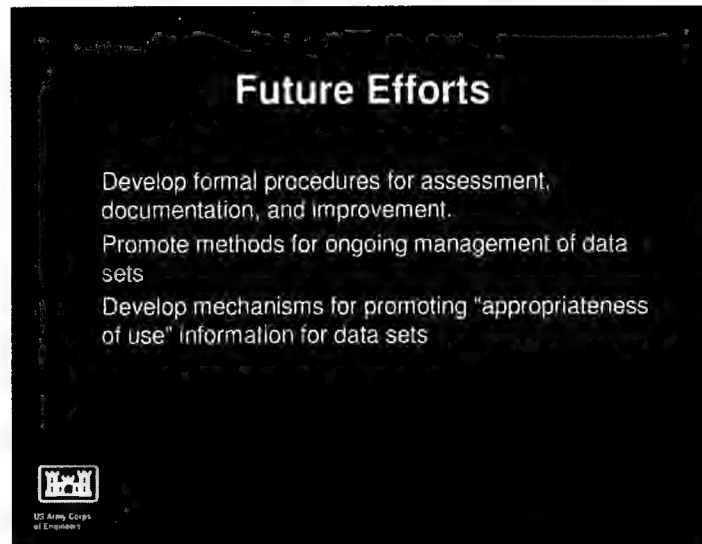 Future Efforts
Develop formal procedures for assessment,
documentation, and improvement.
Promote methods for ongoing management of data
sets
Develop mechanisms for promoting "appropriateness
of use" information for data sets
US Army Corps
of Engineers